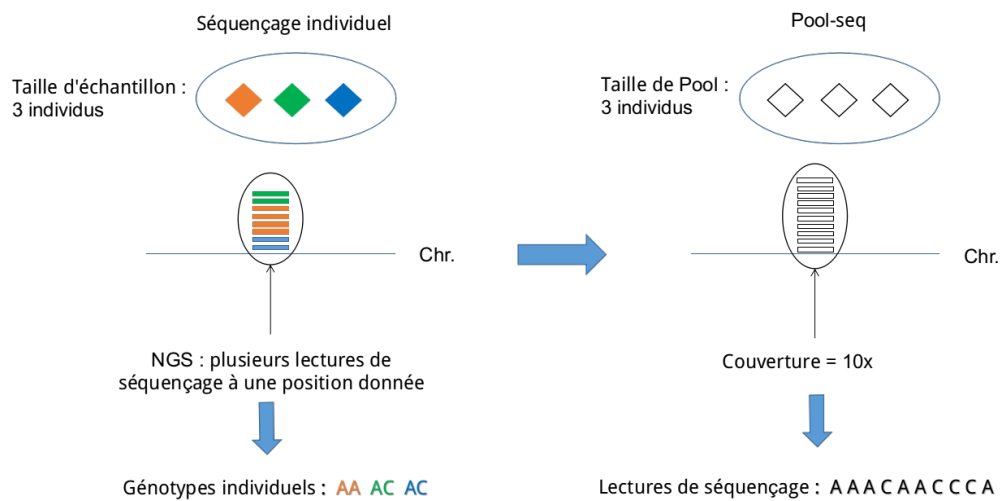 Séquençage individuel
Taille d'échantillon :
3 individus
Chr.
NGS : plusieurs lectures de
séquençage à une position donnée
Génotypes individuels : AA AC AC
Pool-seq
Taille de Pool :
3 individus
Chr.
Couverture = 10x
Lectures de séquençage : A A A C A A C C C A